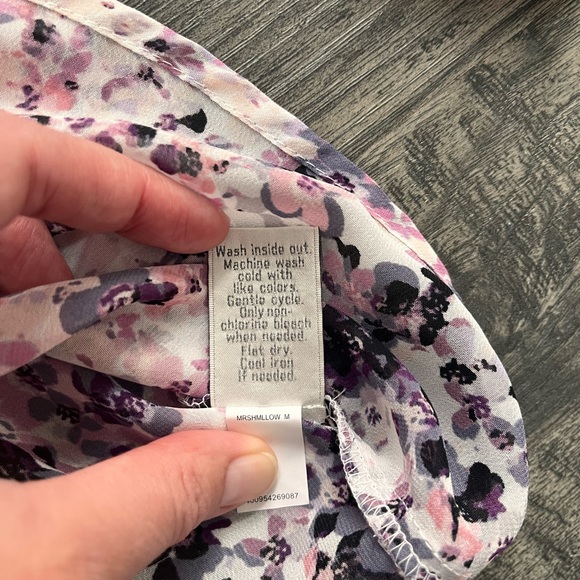 Wash inside out.
Machine wash
cold with
like colors.
Gentle cycle.
Only non-
chlorine bleach
when needed.
Flat dry.
Cool iron
if needed.
MRSHMLLOW M
400954269087